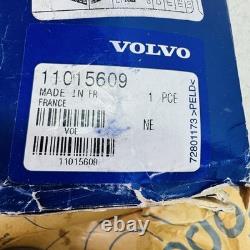 VOLVO
11015609
MADE IN FR
FRANCE
1 PCE
VOE
NE
11015609
72801173 >PELD<